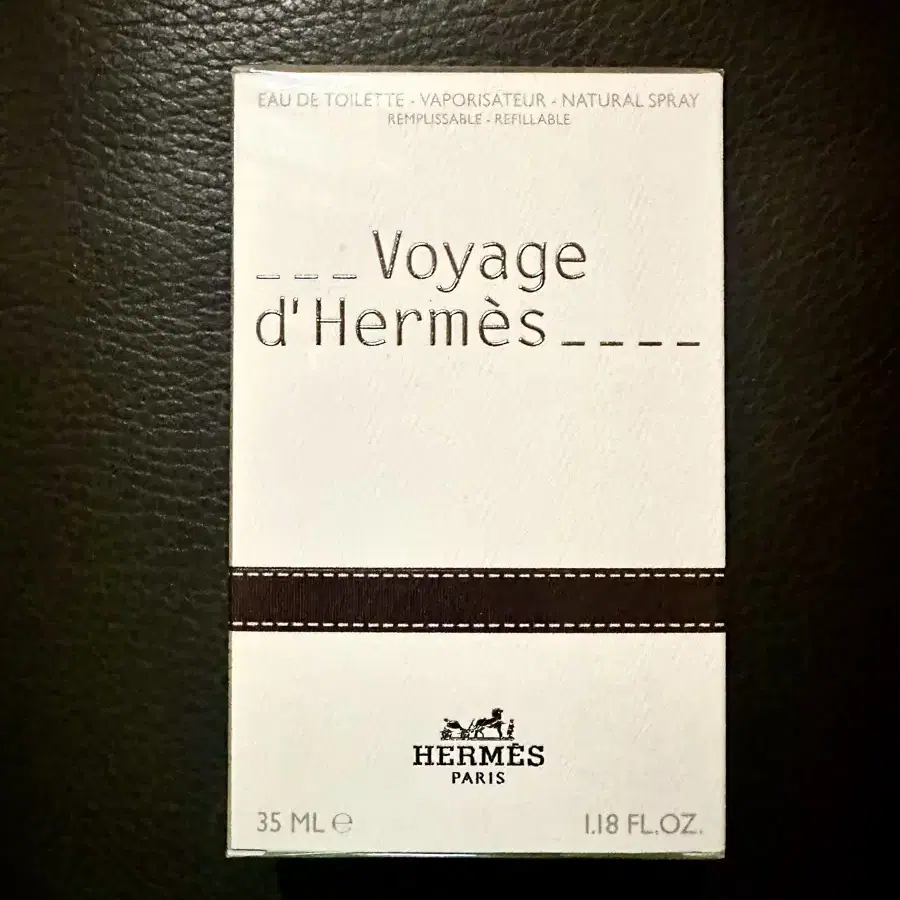 EAU DE TOILETTE - VAPORISATEUR - NATURAL SPRAY
REMPLISSABLE - REFILLABLE
___Voyage
d'Hermès____
HERMÈS
PARIS
35 ML ℮
1.18 FL.OZ.